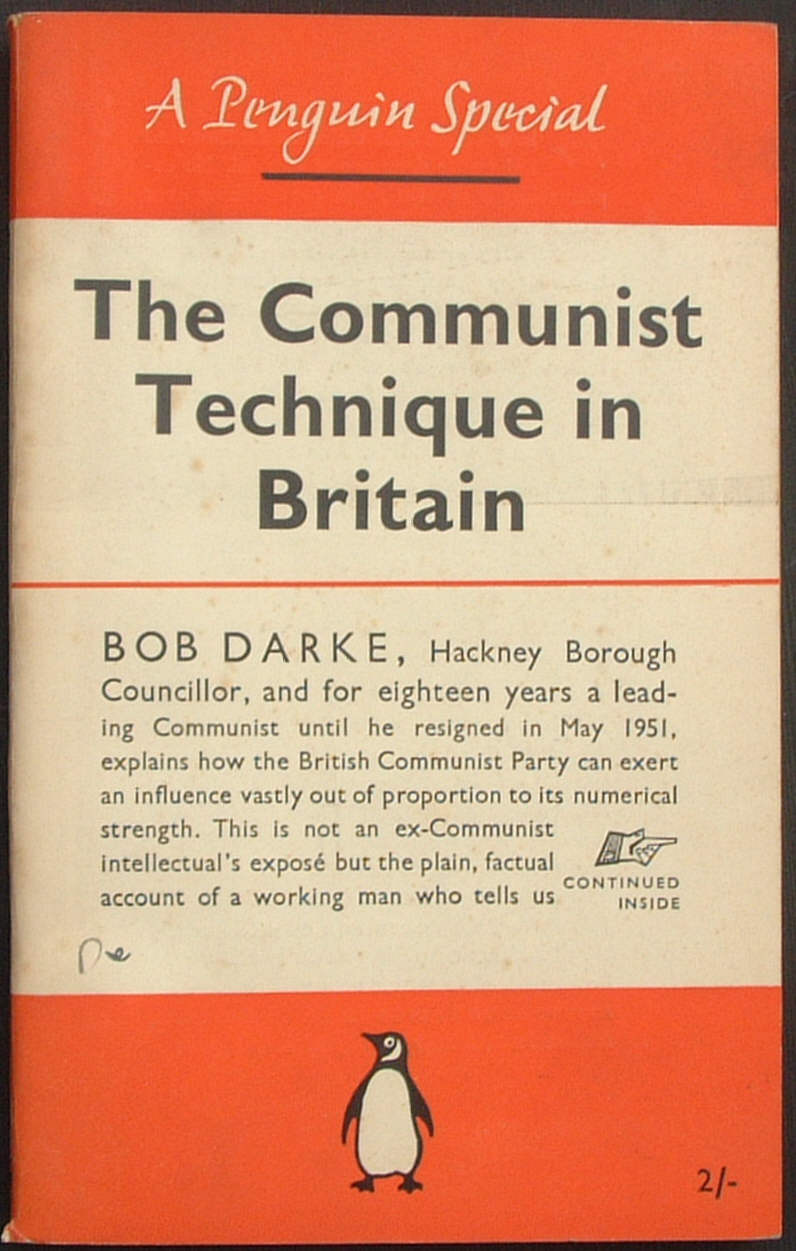 A Penguin Special
The Communist
Technique in
Britain
BOB DARKE, Hackney Borough
Councillor, and for eighteen years a lead-
ing Communist until he resigned in May 1951,
explains how the British Communist Party can exert
an influence vastly out of proportion to its numerical
strength. This is not an ex-Communist
intellectual's exposé but the plain, factual
account of a working man who tells us
CONTINUED
INSIDE
2/-